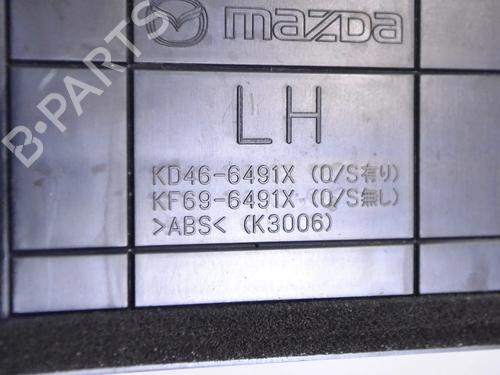 B-PARTS
mazda
LH
KD46-6491X (O/S有り)
KF69-6491X (O/S無し)
>ABS< (K3006)